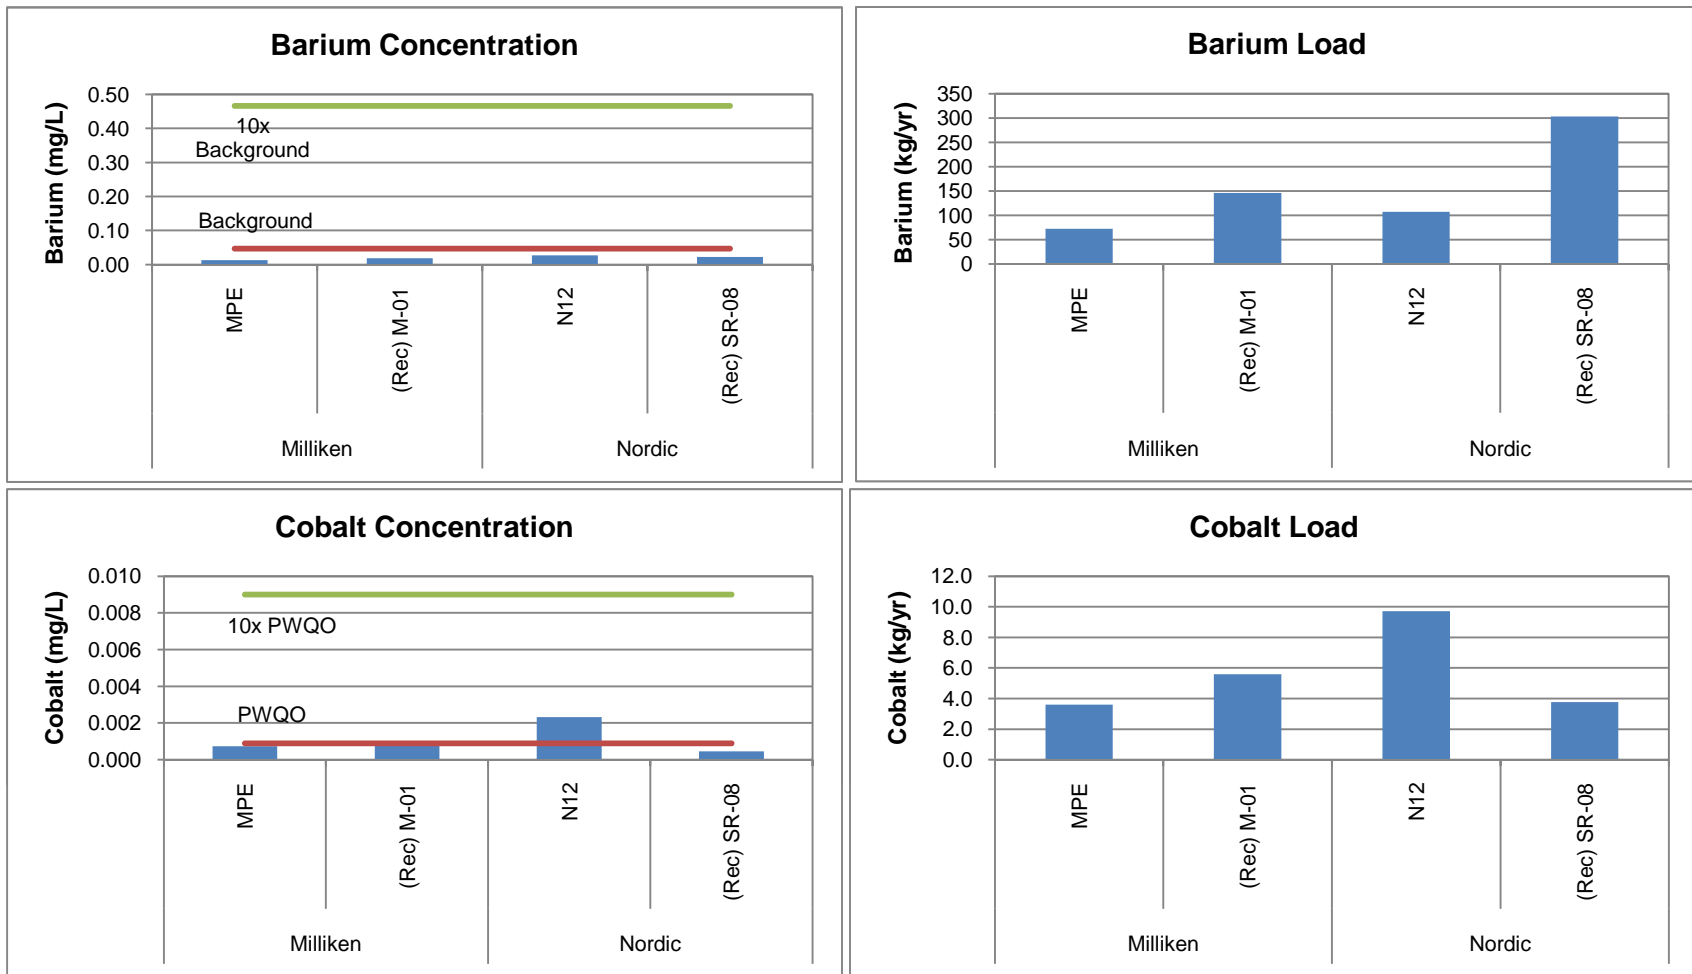 Barium Concentration
Barium (mg/L)
0.50
0.40
0.30
0.20
0.10
0.00
10x
Background
Background
MPE
(Rec) M-01
N12
(Rec) SR-08
Milliken
Nordic
Barium Load
Barium (kg/yr)
350
300
250
200
150
100
50
0
MPE
(Rec) M-01
N12
(Rec) SR-08
Milliken
Nordic
Cobalt Concentration
Cobalt (mg/L)
0.010
0.008
0.006
0.004
0.002
0.000
10x PWQO
PWQO
MPE
(Rec) M-01
N12
(Rec) SR-08
Milliken
Nordic
Cobalt Load
Cobalt (kg/yr)
12.0
10.0
8.0
6.0
4.0
2.0
0.0
MPE
(Rec) M-01
N12
(Rec) SR-08
Milliken
Nordic